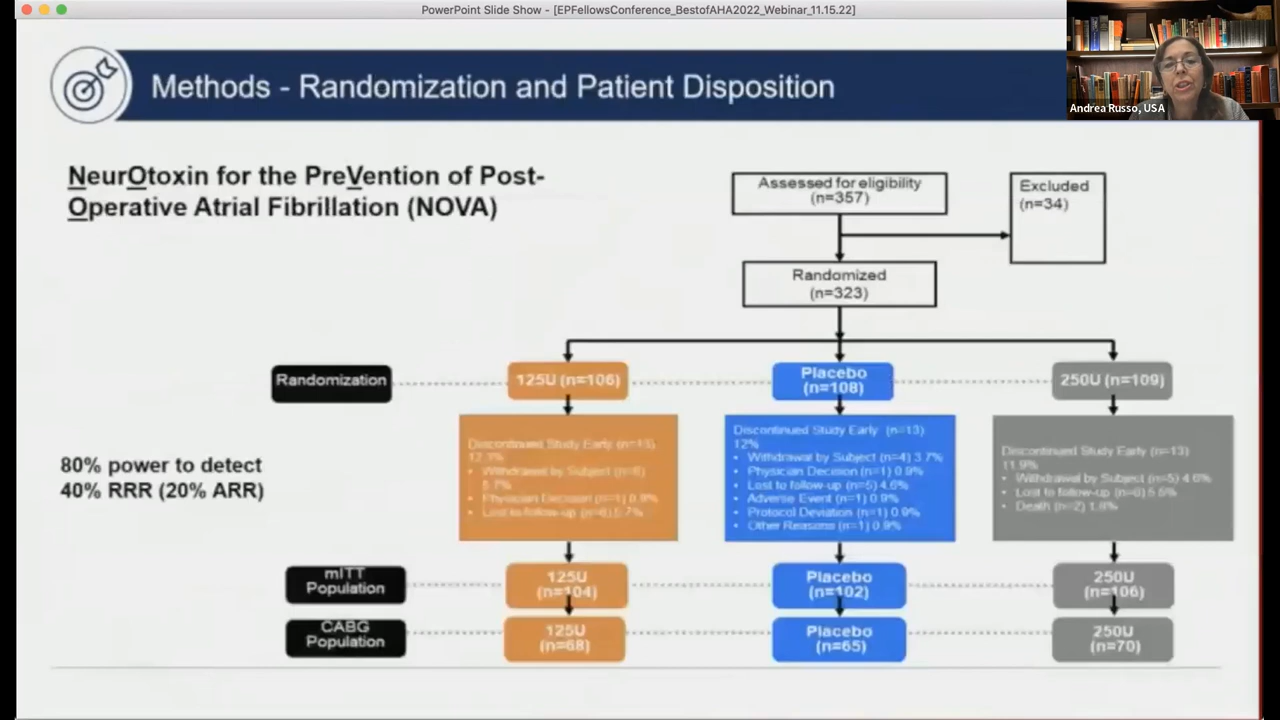 PowerPoint Slide Show - [EPFellowsConference_BestofAHA2022_Webinar_11.15.22]
Andrea Russo, USA
Methods - Randomization and Patient Disposition
NeurOtoxin for the PreVention of Post-
Operative Atrial Fibrillation (NOVA)
Assessed for eligibility
(n=357)
Excluded
(n=34)
Randomized
(n=323)
Randomization
125U (n=106)
Placebo
(n=108)
250U (n=109)
80% power to detect
40% RRR (20% ARR)
Discontinued Study Early (n=13)
12.3%
• Withdrawal by Subject (n=6)
5.7%
• Physician Decision (n=1) 0.9%
• Lost to follow-up (n=6) 5.7%
Discontinued Study Early (n=13)
12%
• Withdrawal by Subject (n=4) 3.7%
• Physician Decision (n=1) 0.9%
• Lost to follow-up (n=5) 4.6%
• Adverse Event (n=1) 0.9%
• Protocol Deviation (n=1) 0.9%
• Other Reasons (n=1) 0.9%
Discontinued Study Early (n=13)
11.9%
• Withdrawal by Subject (n=5) 4.6%
• Lost to follow-up (n=6) 5.5%
• Death (n=2) 1.8%
mITT
Population
125U
(n=104)
Placebo
(n=102)
250U
(n=106)
CABG
Population
125U
(n=68)
Placebo
(n=65)
250U
(n=70)